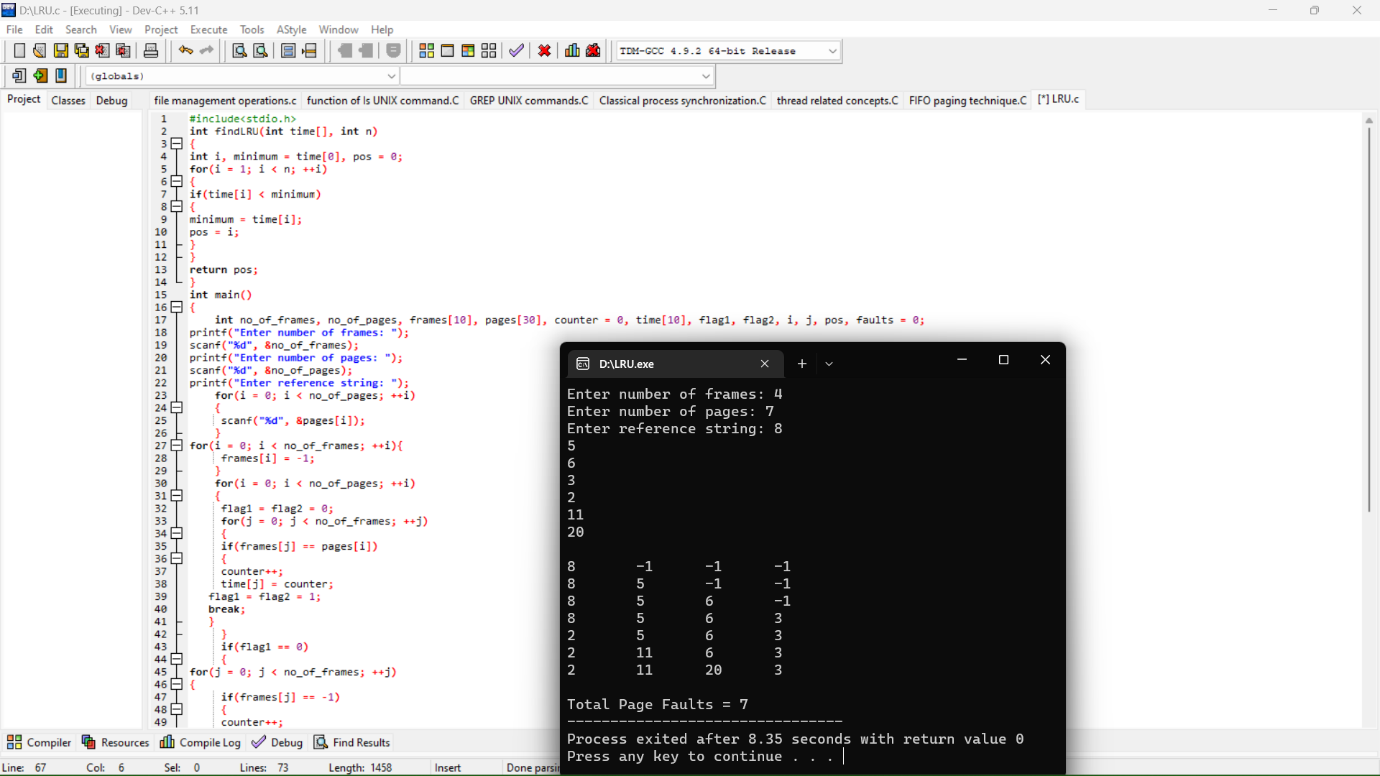 D:\LRU.c - [Executing] - Dev-C++ 5.11
File Edit Search View Project Execute Tools AStyle Window Help
TDM-GCC 4.9.2 64-bit Release
(globals)
Project Classes Debug file management operations.c function of ls UNIX command.C GREP UNIX commands.C Classical process synchronization.C thread related concepts.C FIFO paging technique.C [*] LRU.c
1 #include<stdio.h>
2 int findLRU(int time[], int n)
3 {
4 int i, minimum = time[0], pos = 0;
5 for(i = 1; i < n; ++i)
6 {
7 if(time[i] < minimum)
8 {
9 minimum = time[i];
10 pos = i;
11 }
12 }
13 return pos;
14 }
15 int main()
16 {
17 int no_of_frames, no_of_pages, frames[10], pages[30], counter = 0, time[10], flag1, flag2, i, j, pos, faults = 0;
18 printf("Enter number of frames: ");
19 scanf("%d", &no_of_frames);
20 printf("Enter number of pages: ");
21 scanf("%d", &no_of_pages);
22 printf("Enter reference string: ");
23 for(i = 0; i < no_of_pages; ++i)
24 {
25 scanf("%d", &pages[i]);
26 }
27 for(i = 0; i < no_of_frames; ++i){
28 frames[i] = -1;
29 }
30 for(i = 0; i < no_of_pages; ++i)
31 {
32 flag1 = flag2 = 0;
33 for(j = 0; j < no_of_frames; ++j)
34 {
35 if(frames[j] == pages[i])
36 {
37 counter++;
38 time[j] = counter;
39 flag1 = flag2 = 1;
40 break;
41 }
42 }
43 if(flag1 == 0)
44 {
45 for(j = 0; j < no_of_frames; ++j)
46 {
47 if(frames[j] == -1)
48 {
49 counter++;
D:\LRU.exe
Enter number of frames: 4
Enter number of pages: 7
Enter reference string: 8
5
6
3
2
11
20
8 -1 -1 -1
8 5 -1 -1
8 5 6 -1
8 5 6 3
2 5 6 3
2 11 6 3
2 11 20 3
Total Page Faults = 7
--------------------------------
Process exited after 8.35 seconds with return value 0
Press any key to continue . . .
Compiler Resources Compile Log Debug Find Results
Line: 67 Col: 6 Sel: 0 Lines: 73 Length: 1458 Insert Done parsi